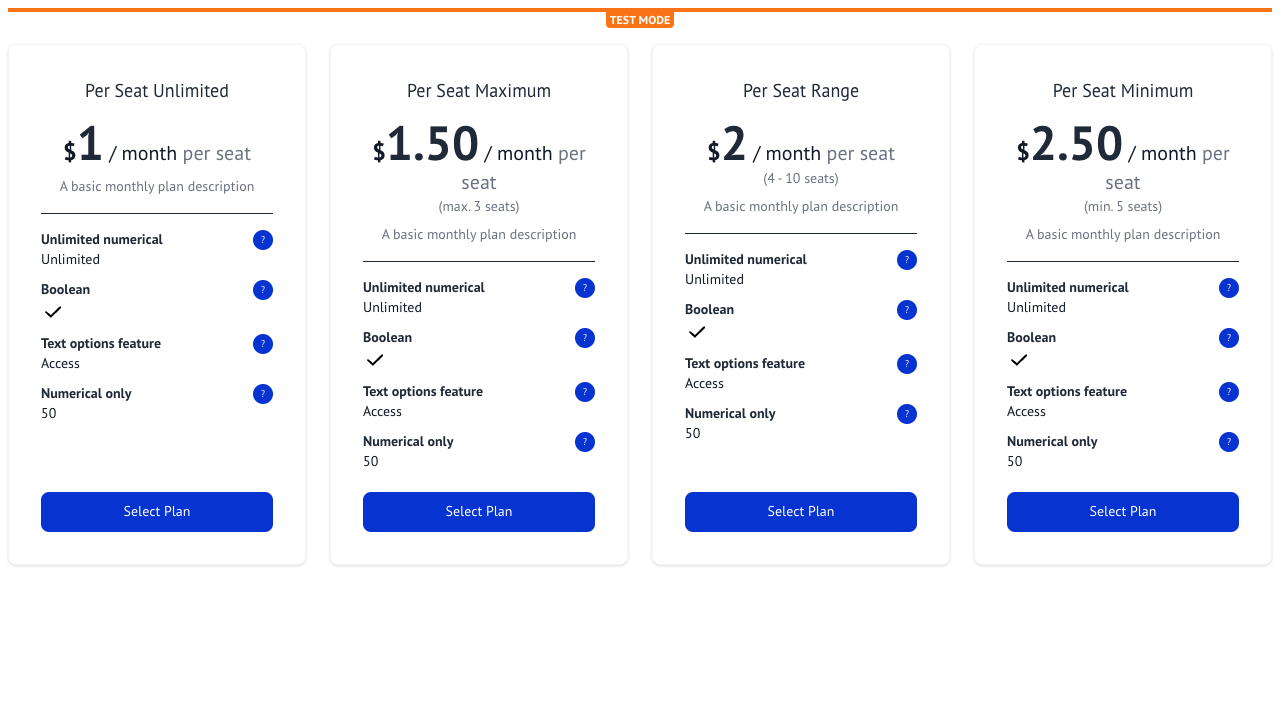 TEST MODE
Per Seat Unlimited
$1 / month per seat
A basic monthly plan description
Unlimited numerical ?
Unlimited
Boolean ?
Text options feature ?
Access
Numerical only ?
50
Select Plan
Per Seat Maximum
$1.50 / month per
seat
(max. 3 seats)
A basic monthly plan description
Unlimited numerical ?
Unlimited
Boolean ?
Text options feature ?
Access
Numerical only ?
50
Select Plan
Per Seat Range
$2 / month per seat
(4 - 10 seats)
A basic monthly plan description
Unlimited numerical ?
Unlimited
Boolean ?
Text options feature ?
Access
Numerical only ?
50
Select Plan
Per Seat Minimum
$2.50 / month per
seat
(min. 5 seats)
A basic monthly plan description
Unlimited numerical ?
Unlimited
Boolean ?
Text options feature ?
Access
Numerical only ?
50
Select Plan